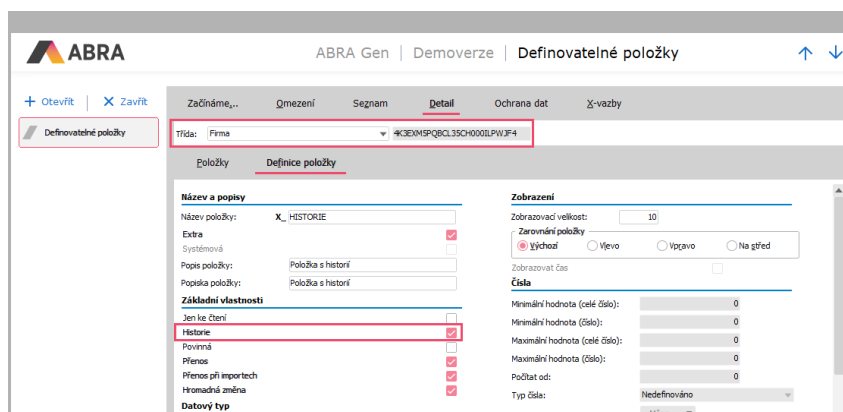 ABRA
ABRA Gen | Demoverze | Definovatelné položky
+ Otevřít | X Zavřít
Definovatelné položky
Začínáme,... Omezení Seznam Detail Ochrana dat X-vazby
Třída: Firma 4K3EXM5PQBCL35CH000ILPWJF4
Položky Definice položky
Název a popisy
Název položky: X_ HISTORIE
Extra
Systémová
Popis položky: Položka s historií
Popiska položky: Položka s historií
Základní vlastnosti
Jen ke čtení
Historie
Povinná
Přenos
Přenos při importech
Hromadná změna
Datový typ
Zobrazení
Zobrazovací velikost: 10
Zarovnání položky
Výchozí Vlevo Vpravo Na střed
Zobrazovat čas
Čísla
Minimální hodnota (celé číslo): 0
Minimální hodnota (číslo): 0
Maximální hodnota (celé číslo): 0
Maximální hodnota (číslo): 0
Počítat od: 0
Typ čísla: Nedefinováno